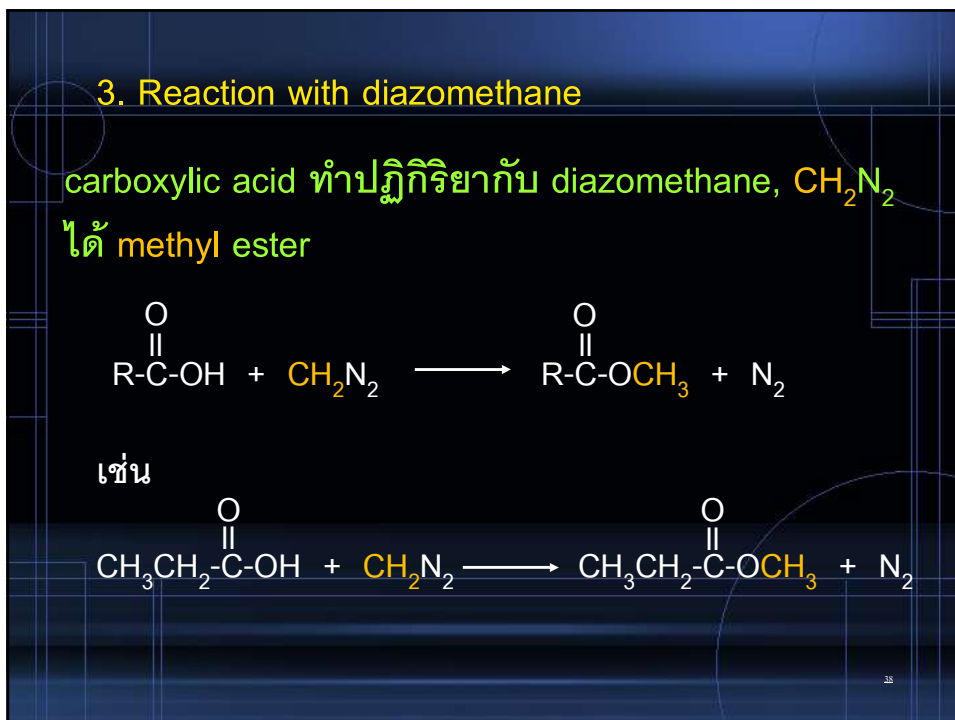 3. Reaction with diazomethane
carboxylic acid ทำปฏิกิริยากับ diazomethane, CH2N2
ได้ methyl ester
O O
|| ||
R-C-OH + CH2N2 ⟶ R-C-OCH3 + N2
เช่น
O O
|| ||
CH3CH2-C-OH + CH2N2 ⟶ CH3CH2-C-OCH3 + N2
38